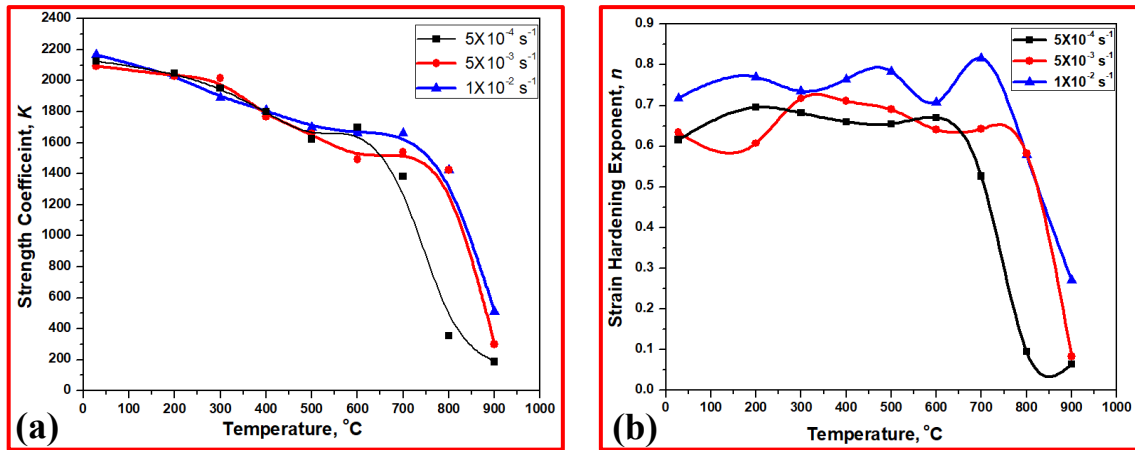 2400
2200
2000
1800
1600
1400
1200
1000
800
600
400
200
0
Strength Coefficeint, K
5X10⁻⁴ s⁻¹
5X10⁻³ s⁻¹
1X10⁻² s⁻¹
0 100 200 300 400 500 600 700 800 900 1000
Temperature, °C
(a)
0.9
0.8
0.7
0.6
0.5
0.4
0.3
0.2
0.1
0.0
Strain Hardening Exponent, n
5X10⁻⁴ s⁻¹
5X10⁻³ s⁻¹
1X10⁻² s⁻¹
0 100 200 300 400 500 600 700 800 900 1000
Temperature, °C
(b)